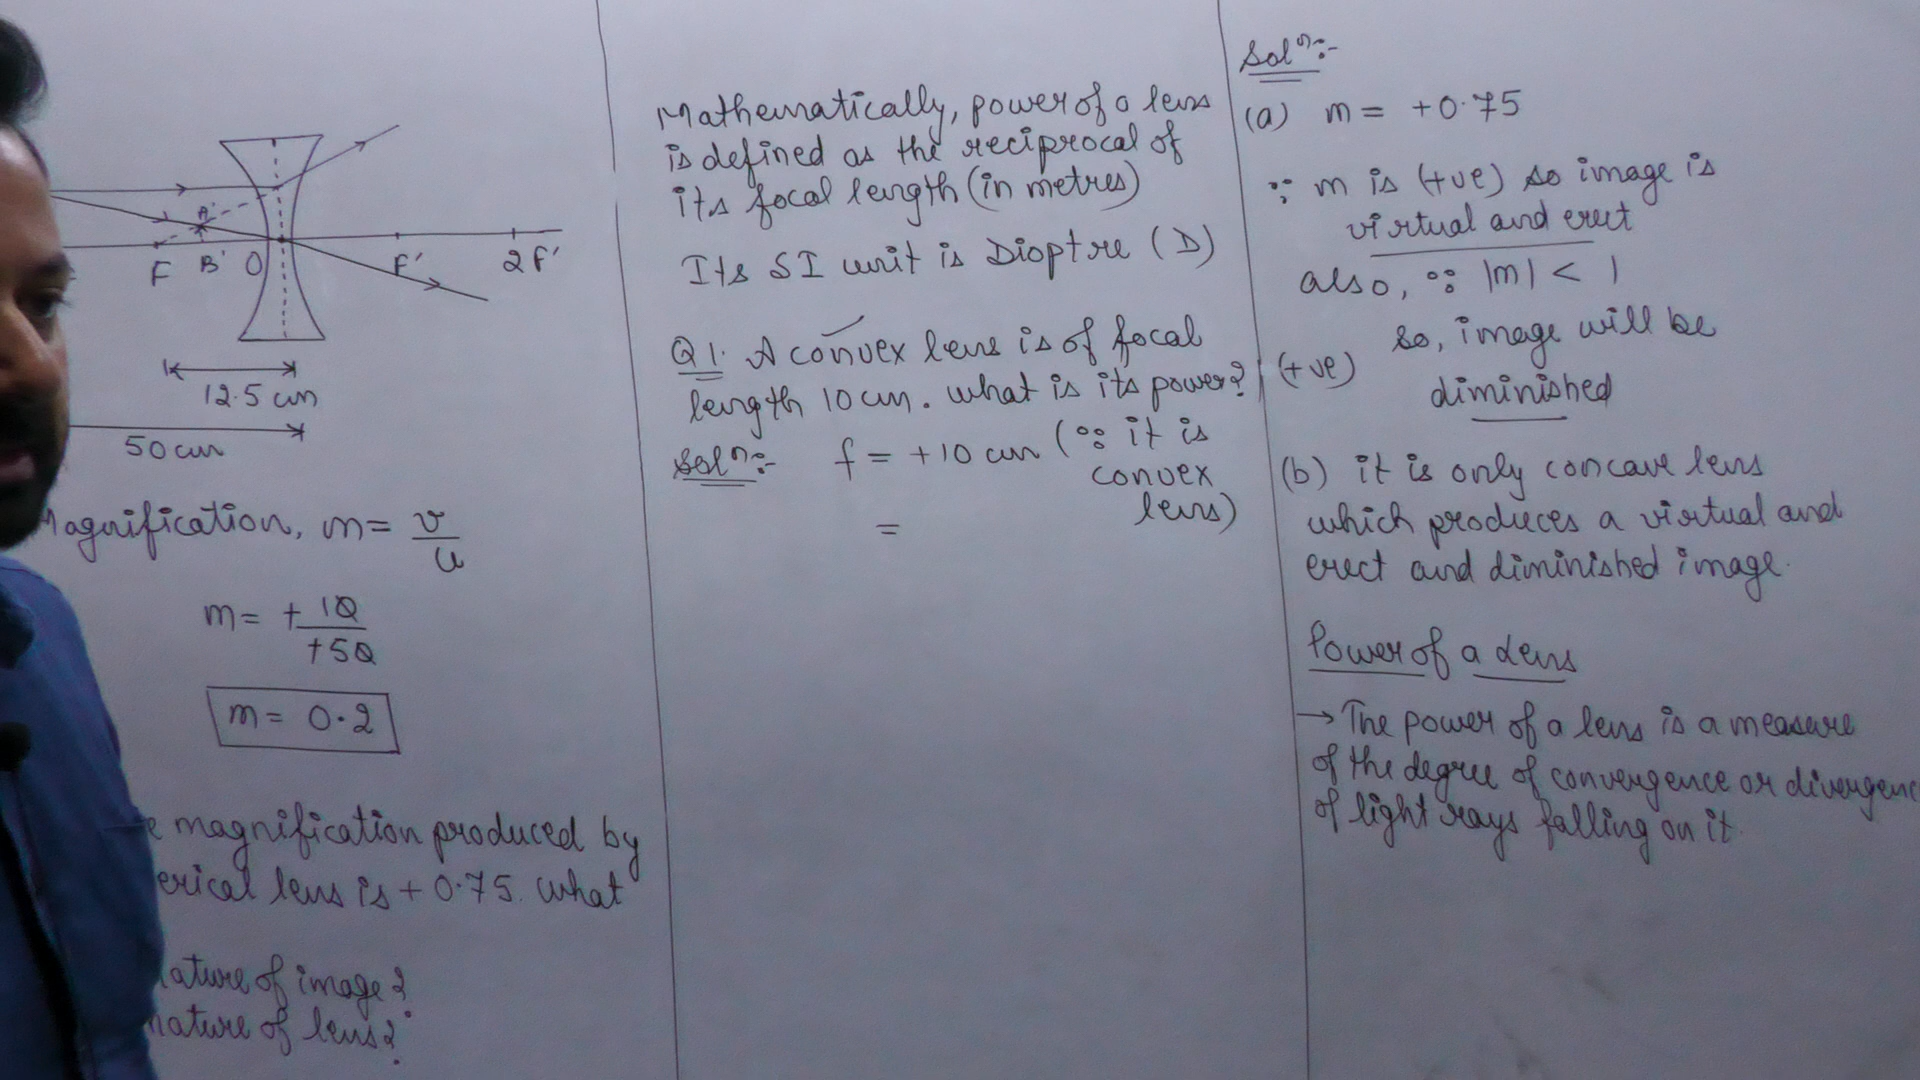 A'
F B' O F' 2F'
12.5 cm
50 cm
Magnification, m = v/u
m = +10/+50
m = 0.2
magnification produced by
lens is + 0.75. what
nature of image?
nature of lens?
Mathematically, power of a lens
is defined as the reciprocal of
its focal length (in metres)
Its SI unit is Dioptre (D)
Q1. A convex lens is of focal
length 10 cm. what is its power?
Solⁿ:- f = +10 cm (∵ it is
convex
lens)
=
Solⁿ:-
(a) m = +0.75
∵ m is (+ve) so image is
virtual and erect
also, ∵ |m| < 1
so, image will be
(+ve)
diminished
(b) it is only concave lens
which produces a virtual and
erect and diminished image.
Power of a Lens
→ The power of a lens is a measure
of the degree of convergence or divergenc
of light rays falling on it.